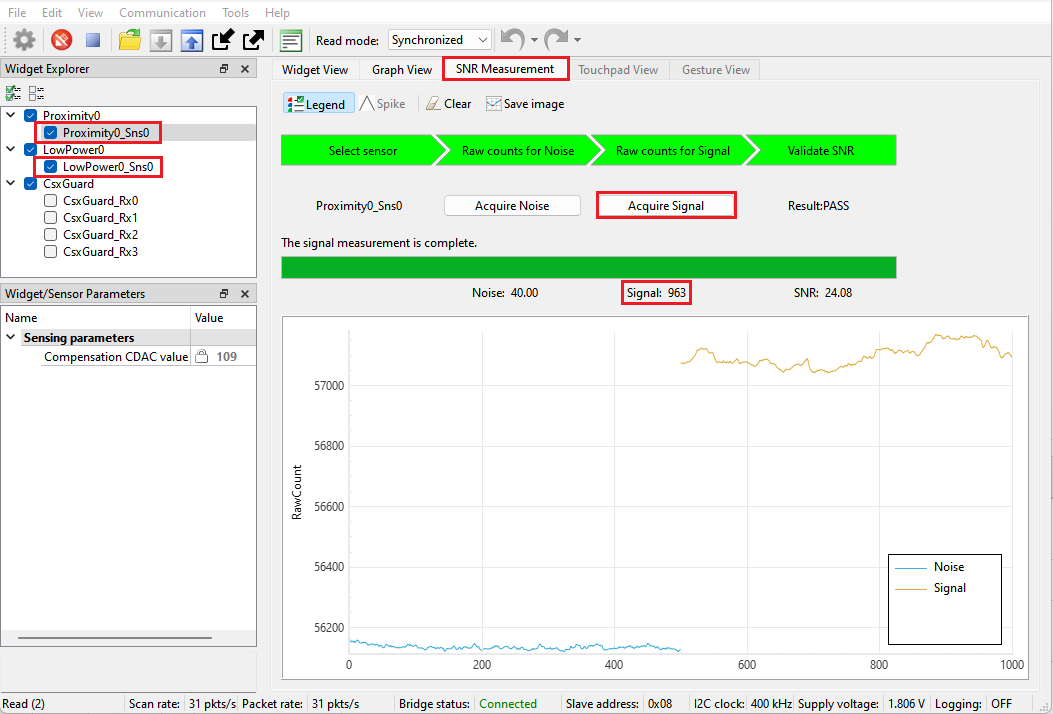 File Edit View Communication Tools Help
Read mode: Synchronized
Widget Explorer
Proximity0
Proximity0_Sns0
LowPower0
LowPower0_Sns0
CsxGuard
CsxGuard_Rx0
CsxGuard_Rx1
CsxGuard_Rx2
CsxGuard_Rx3
Widget/Sensor Parameters
Name Value
Sensing parameters
Compensation CDAC value 109
Widget View Graph View SNR Measurement Touchpad View Gesture View
Legend Spike Clear Save image
Select sensor Raw counts for Noise Raw counts for Signal Validate SNR
Proximity0_Sns0 Acquire Noise Acquire Signal Result:PASS
The signal measurement is complete.
Noise: 40.00 Signal: 963 SNR: 24.08
57000
56800
56600
56400
56200
RawCount
Noise
Signal
0 200 400 600 800 1000
Read (2) Scan rate: 31 pkts/s Packet rate: 31 pkts/s Bridge status: Connected Slave address: 0x08 I2C clock: 400 kHz Supply voltage: 1.806 V Logging: OFF